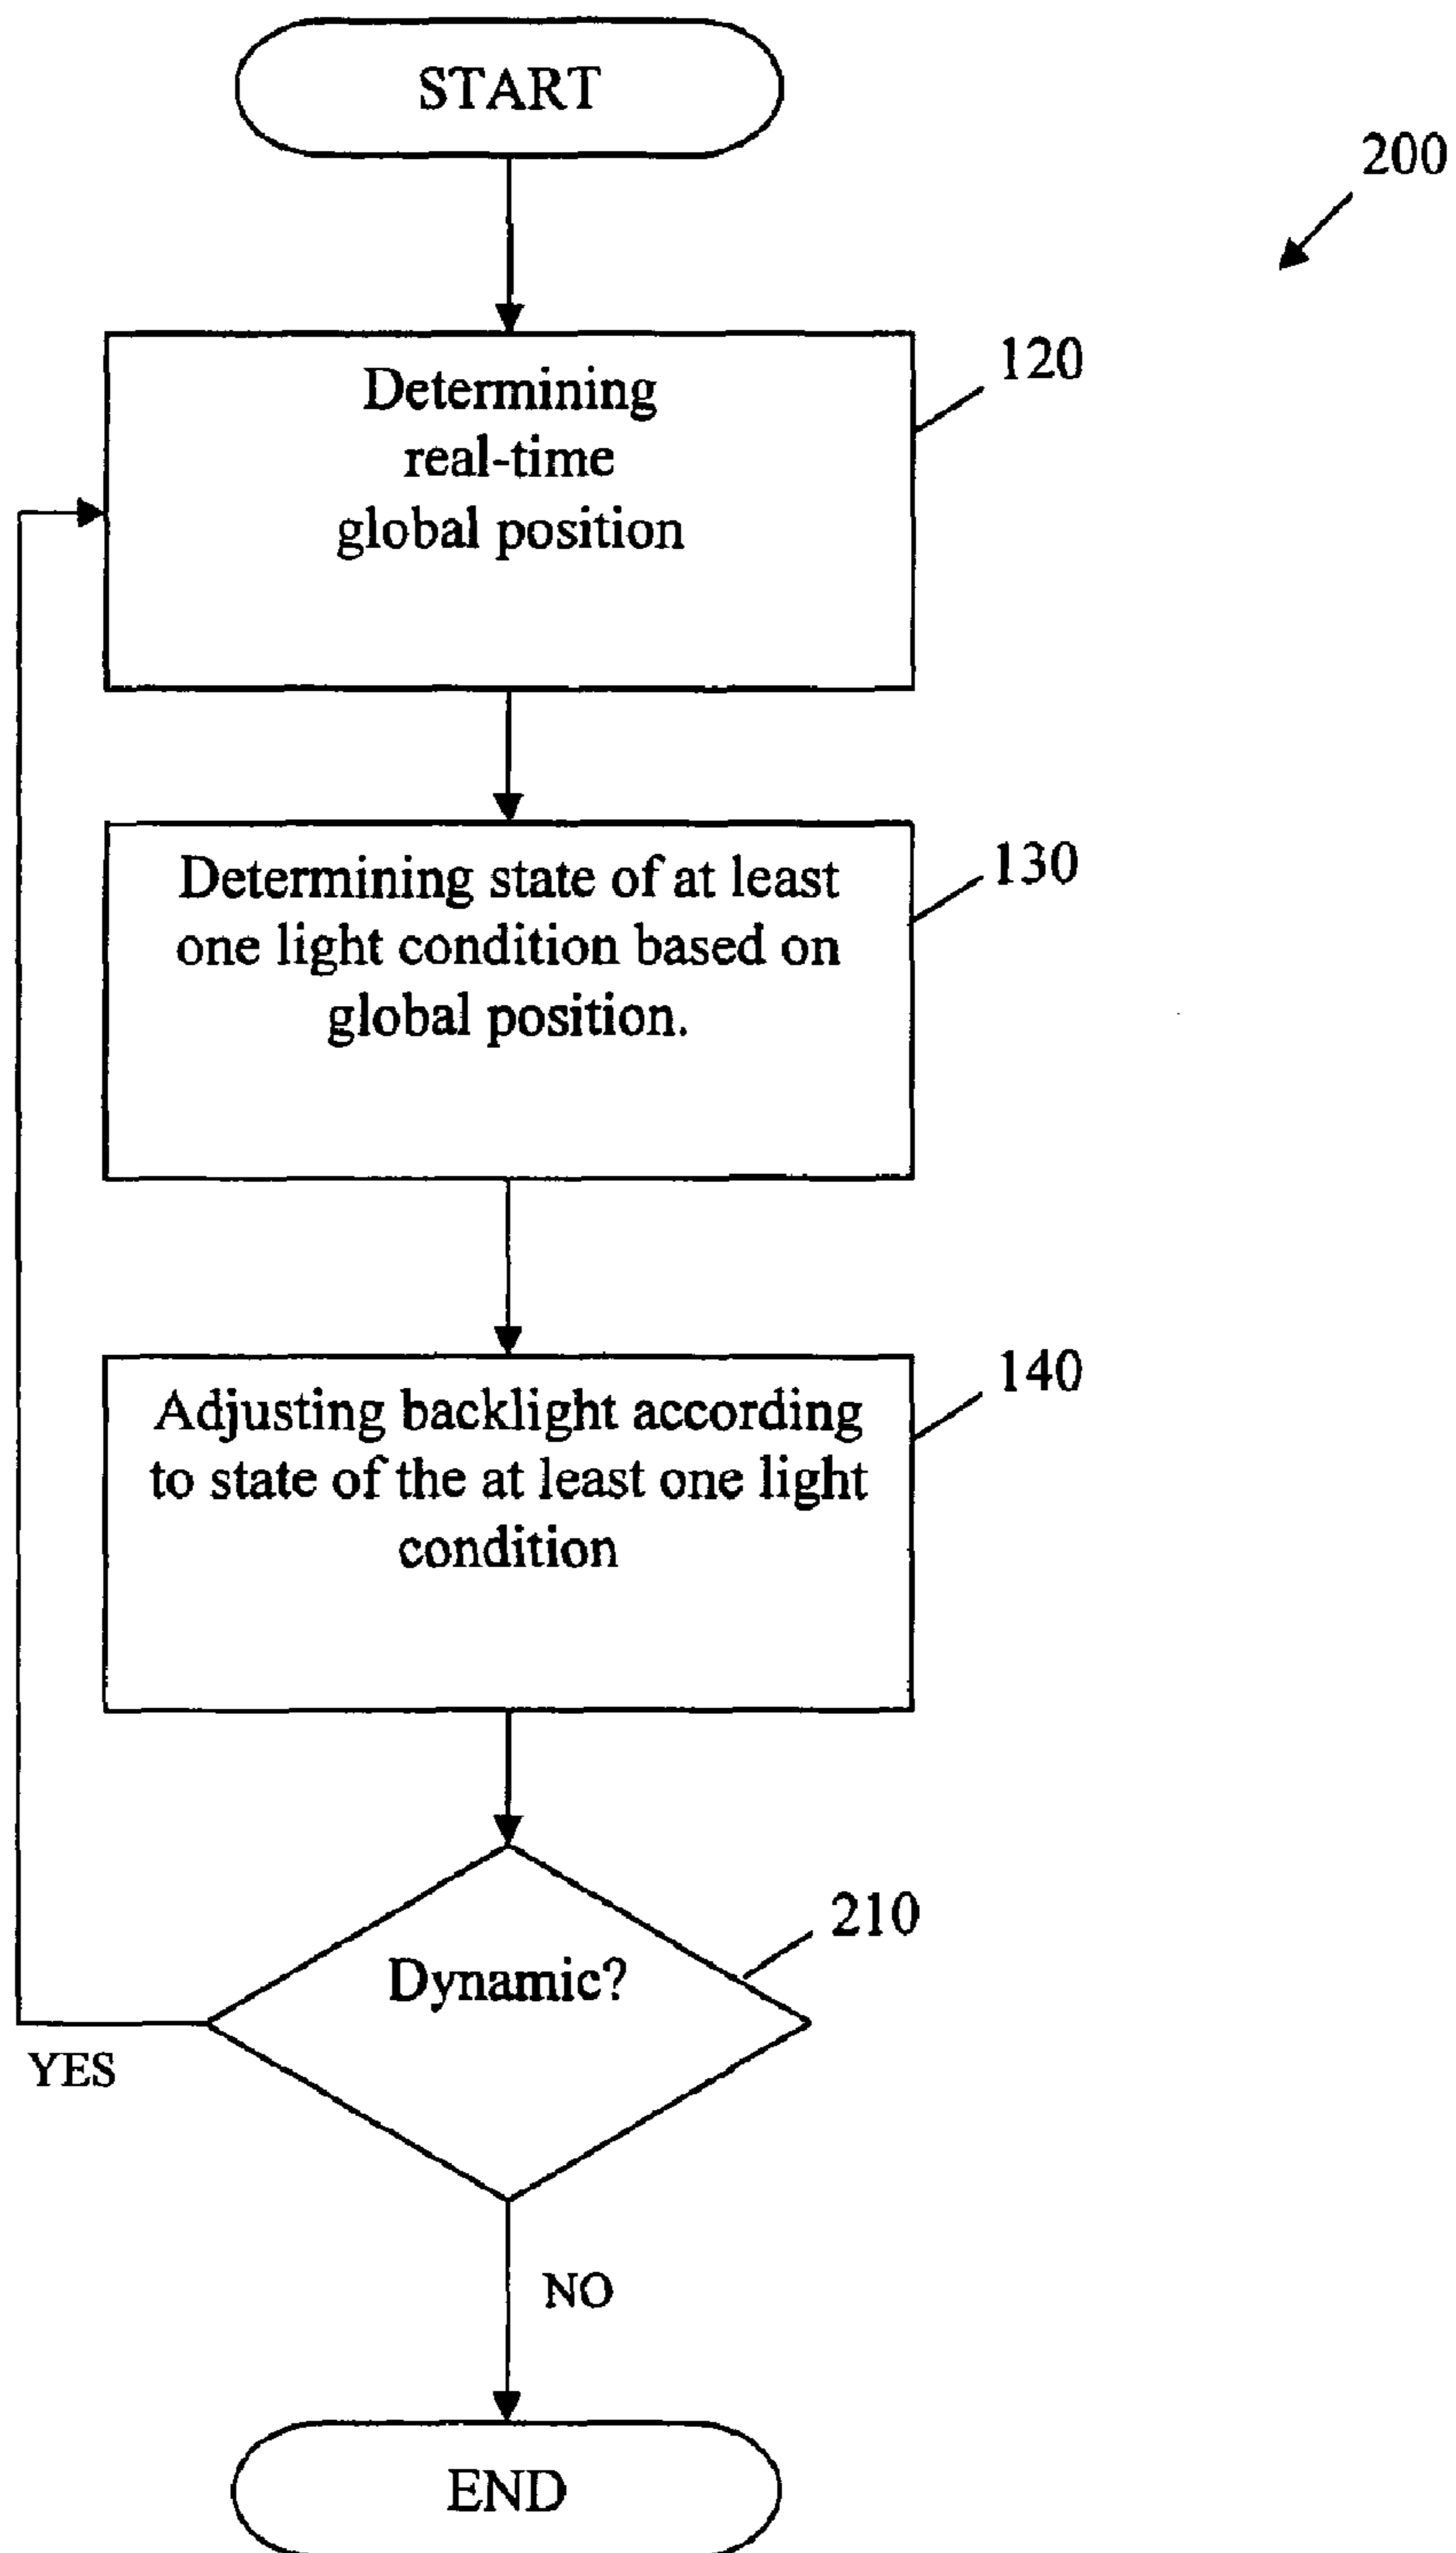 START
200
Determining
real-time
global position
120
Determining state of at least
one light condition based on
global position.
130
Adjusting backlight according
to state of the at least one light
condition
140
Dynamic?
210
YES
NO
END